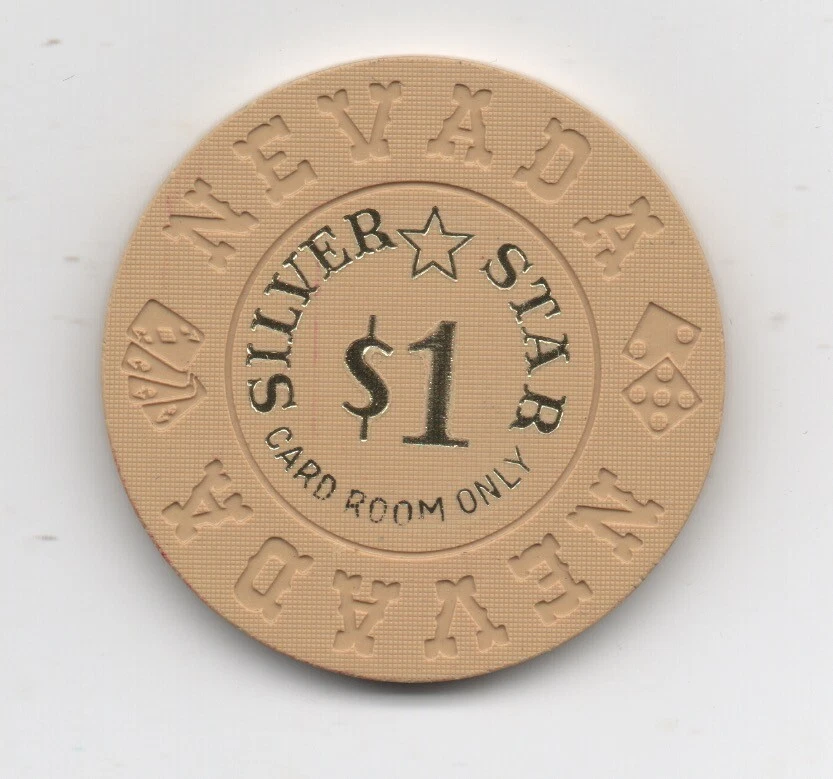 NEVADA
SILVER STAR
$1
CARD ROOM ONLY
NEVADA